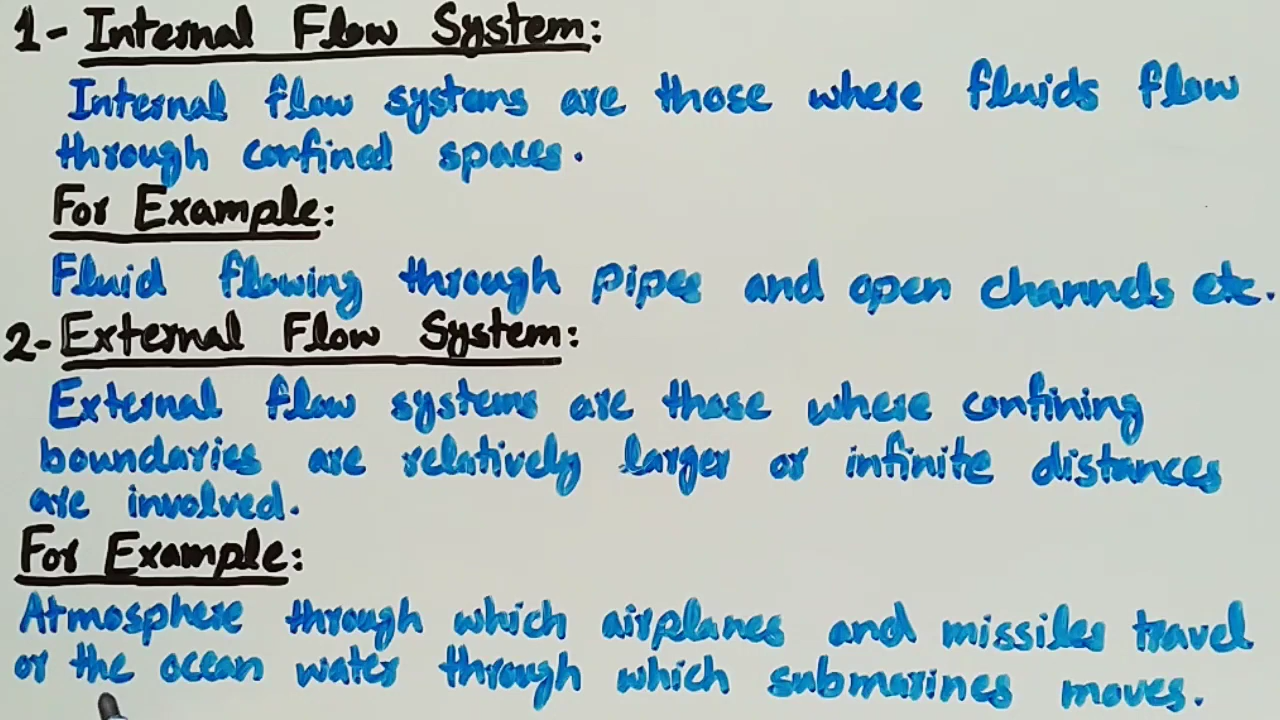 1- Internal Flow System:
Internal flow systems are those where fluids flow
through confined spaces.
For Example:
Fluid flowing through pipes and open channels etc.
2- External Flow System:
External flow systems are those where confining
boundaries are relatively larger or infinite distances
are involved.
For Example:
Atmosphere through which airplanes and missiles travel
or the ocean water through which submarines moves.